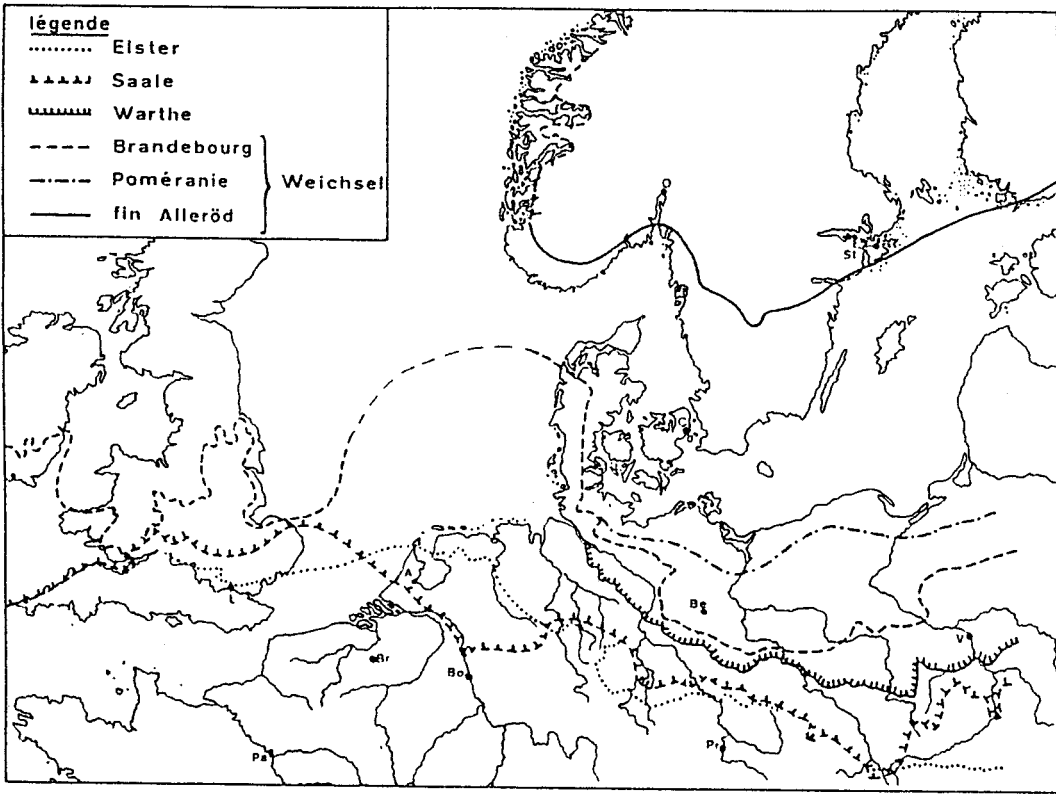 légende
Elster
Saale
Warthe
Brandebourg
Poméranie
Weichsel
fin Alleröd
O
St
C
A
L
Be
V
Br
Bo
Pa
Pr